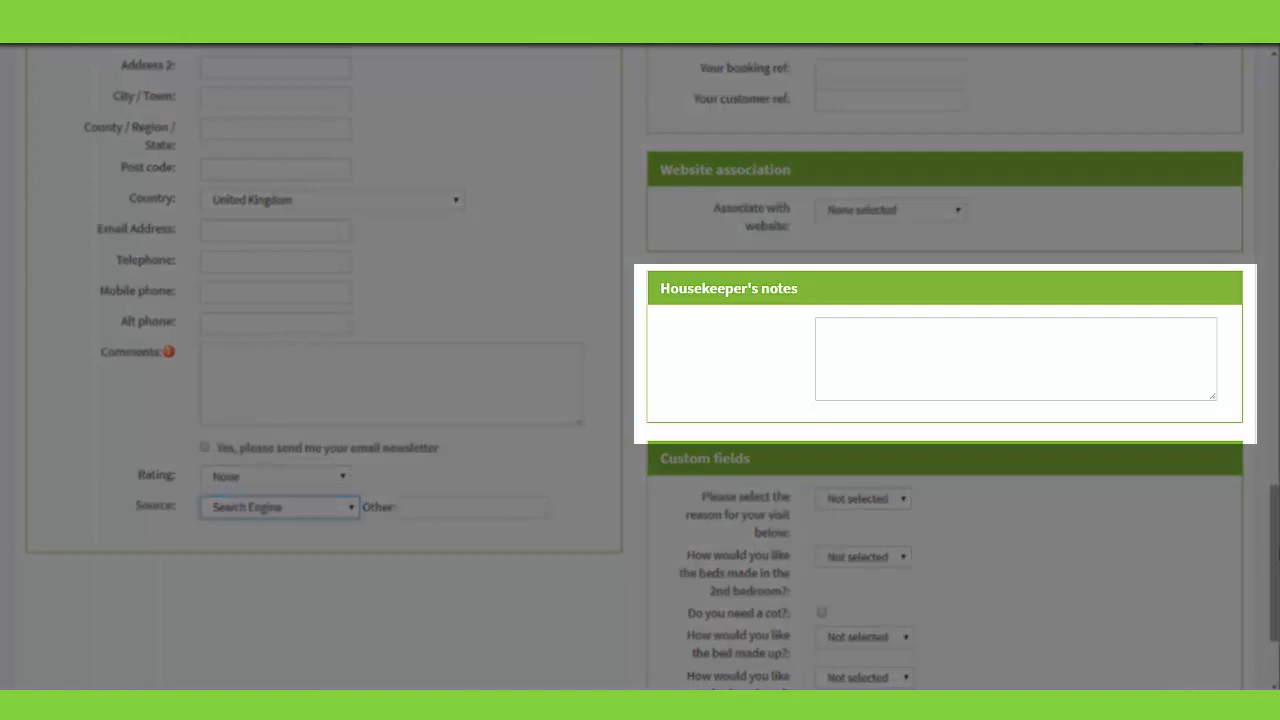 Address 2:
City / Town:
County / Region /
State:
Post code:
Country:
United Kingdom
Email Address:
Telephone:
Mobile phone:
Alt phone:
Comments:
Yes, please send me your email newsletter
Rating:
None
Source:
Search Engine
Other:
Your booking ref:
Your customer ref:
Website association
Associate with
website:
None selected
Housekeeper's notes
Custom fields
Please select the
reason for your visit
below:
Not selected
How would you like
the beds made in the
2nd bedroom?:
Not selected
Do you need a cot?:
How would you like
the bed made up?:
Not selected
How would you like
Not selected